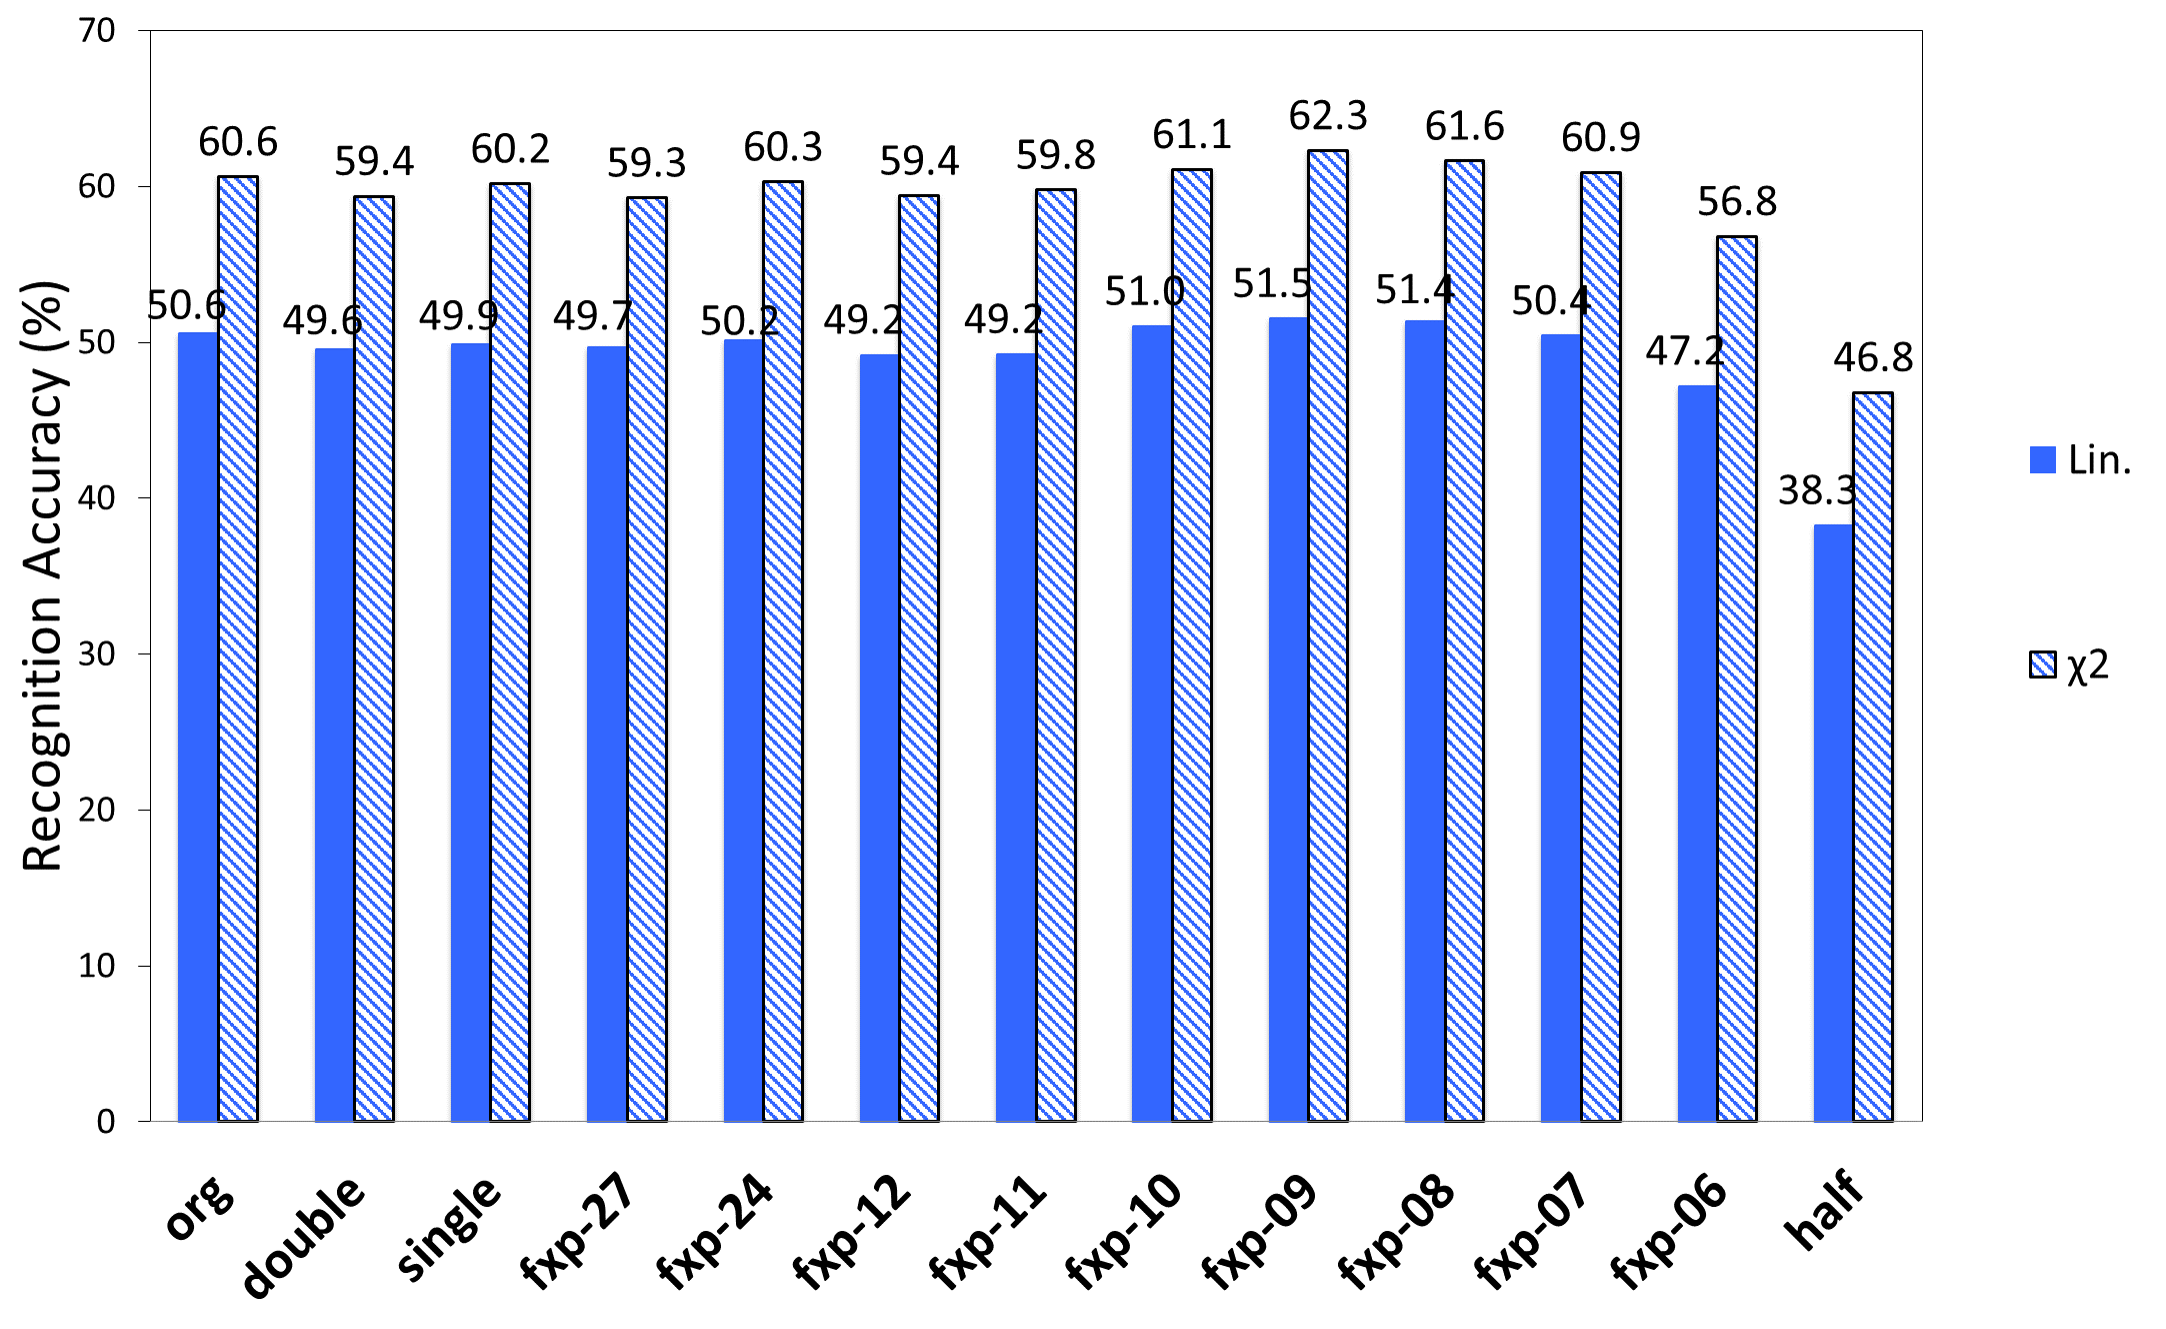 Recognition Accuracy (%)
70
60
50
40
30
20
10
0
50.6
60.6
49.6
59.4
49.9
60.2
49.7
59.3
50.2
60.3
49.2
59.4
49.2
59.8
51.0
61.1
51.5
62.3
51.4
61.6
50.4
60.9
47.2
56.8
38.3
46.8
org
double
single
fxp-27
fxp-24
fxp-12
fxp-11
fxp-10
fxp-09
fxp-08
fxp-07
fxp-06
half
Lin.
χ2